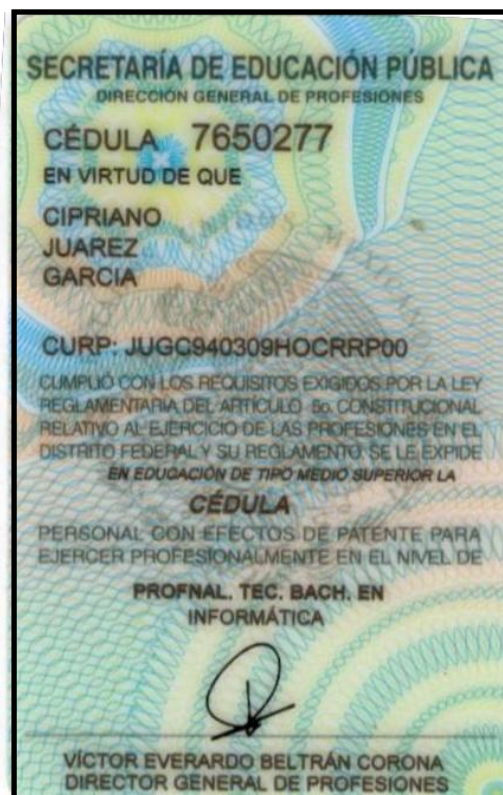 SECRETARÍA DE EDUCACIÓN PÚBLICA
DIRECCIÓN GENERAL DE PROFESIONES
CÉDULA 7650277
EN VIRTUD DE QUE
CIPRIANO
JUAREZ
GARCIA
CURP: JUGC940309HOCRRP00
CUMPLIÓ CON LOS REQUISITOS EXIGIDOS POR LA LEY
REGLAMENTARIA DEL ARTÍCULO 5o. CONSTITUCIONAL
RELATIVO AL EJERCICIO DE LAS PROFESIONES EN EL
DISTRITO FEDERAL Y SU REGLAMENTO SE LE EXPIDE
EN EDUCACIÓN DE TIPO MEDIO SUPERIOR LA
CÉDULA
PERSONAL CON EFECTOS DE PATENTE PARA
EJERCER PROFESIONALMENTE EN EL NIVEL DE
PROFNAL. TEC. BACH. EN
INFORMÁTICA
VÍCTOR EVERARDO BELTRÁN CORONA
DIRECTOR GENERAL DE PROFESIONES